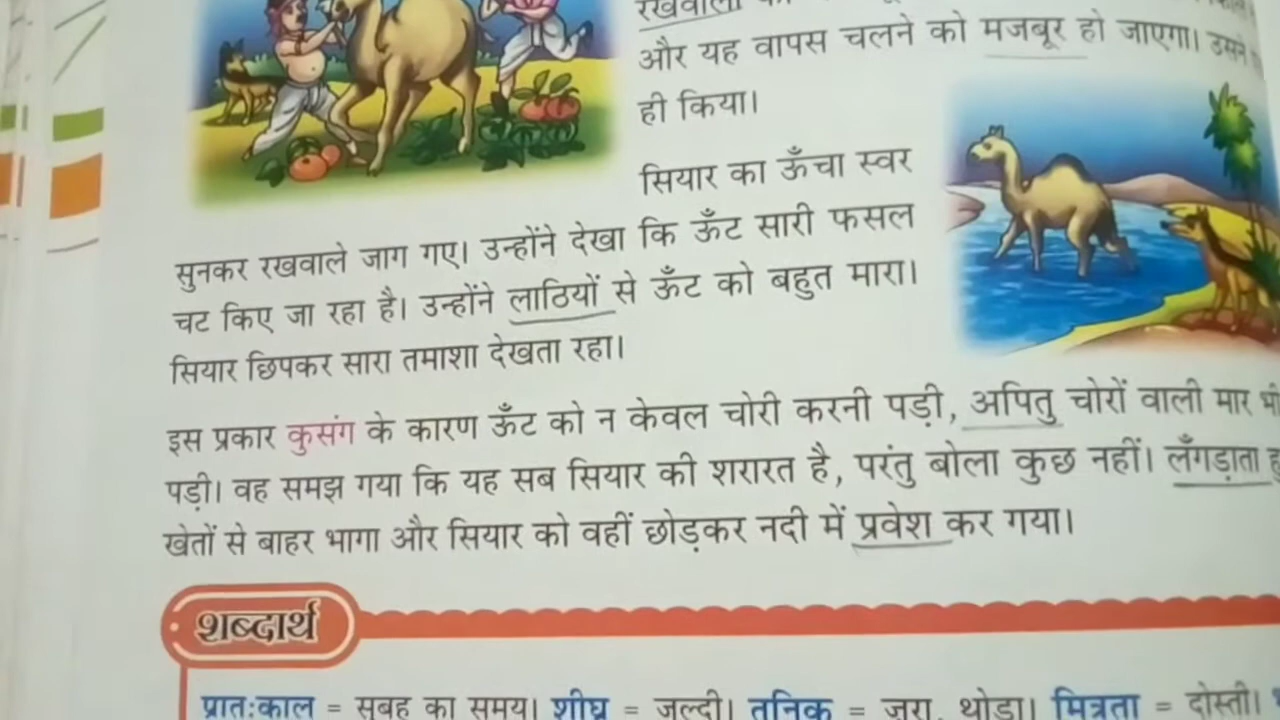 रखवालों
और यह वापस चलने को मजबूर हो जाएगा। उसने
ही किया।
सियार का ऊँचा स्वर
सुनकर रखवाले जाग गए। उन्होंने देखा कि ऊँट सारी फसल
चट किए जा रहा है। उन्होंने लाठियों से ऊँट को बहुत मारा।
सियार छिपकर सारा तमाशा देखता रहा।
इस प्रकार कुसंग के कारण ऊँट को न केवल चोरी करनी पड़ी, अपितु चोरों वाली मार भी
पड़ी। वह समझ गया कि यह सब सियार की शरारत है, परंतु बोला कुछ नहीं। लँगड़ाता
खेतों से बाहर भागा और सियार को वहीं छोड़कर नदी में प्रवेश कर गया।
शब्दार्थ
प्रात:काल = सुबह का समय। शीघ्र = जल्दी। तनिक = ज़रा, थोड़ा। मित्रता = दोस्ती।